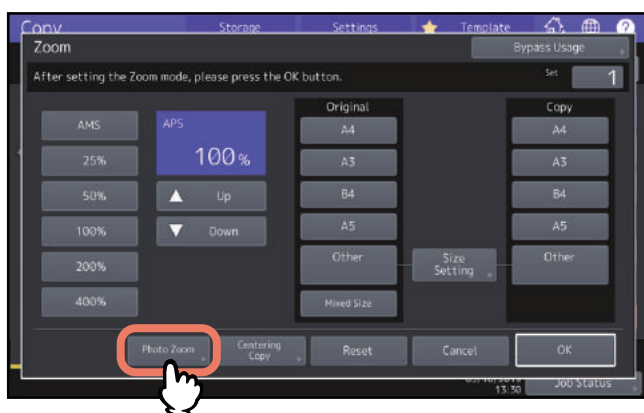 Copy Storage Settings Template
Zoom Bypass Usage
After setting the Zoom mode, please press the OK button. Set 1
Original Copy
AMS APS A4 A4
25% 100% A3 A3
50% Up B4 B4
100% Down A5 A5
200% Other Size Setting Other
400% Mixed Size
Photo Zoom Centering Copy Reset Cancel OK
13:30 Job Status